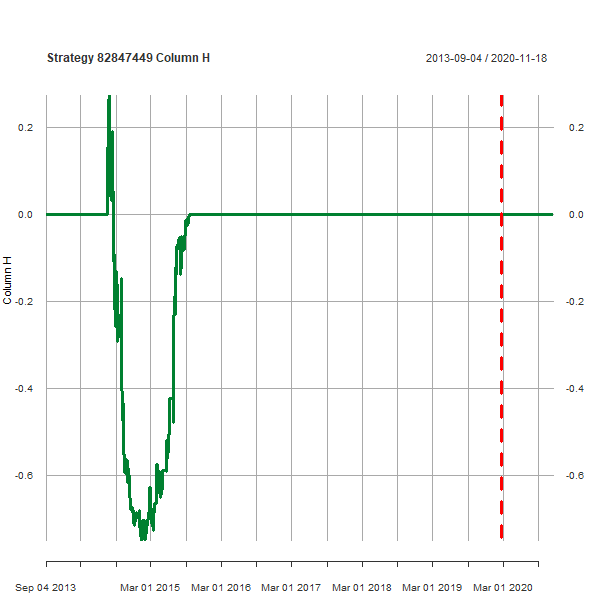 Strategy 82847449 Column H
2013-09-04 / 2020-11-18
0.2 0.2
0.0 0.0
-0.2 -0.2
-0.4 -0.4
-0.6 -0.6
Column H
Sep 04 2013 Mar 01 2015 Mar 01 2016 Mar 01 2017 Mar 01 2018 Mar 01 2019 Mar 01 2020